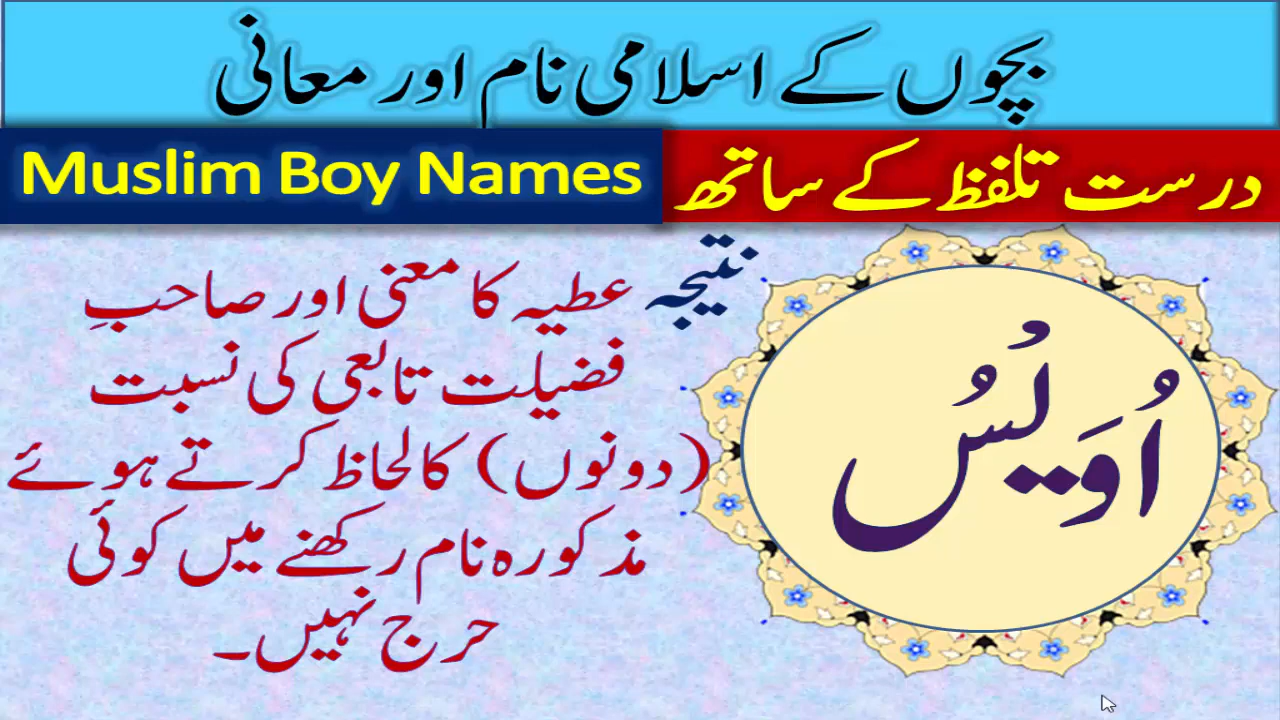 بچوں کے اسلامی نام اور معانی
درست تلفظ کے ساتھ
Muslim Boy Names
نتیجہ
عطیہ کا معنی اور صاحبِ
فضیلت تابعی کی نسبت
(دونوں) کا لحاظ کرتے ہوئے
مذکورہ نام رکھنے میں کوئی
حرج نہیں۔
اُوَیْسُ